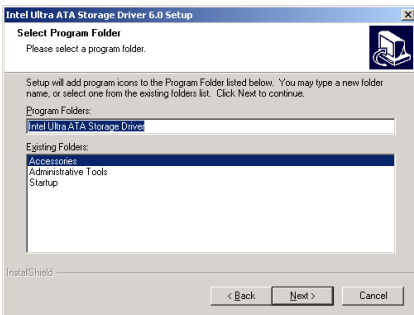 Intel Ultra ATA Storage Driver 6.0 Setup
Select Program Folder
Please select a program folder.
Setup will add program icons to the Program Folder listed below. You may type a new folder
name, or select one from the existing folders list. Click Next to continue.
Program Folders:
Intel Ultra ATA Storage Driver
Existing Folders:
Accessories
Administrative Tools
Startup
InstallShield
< Back
Next >
Cancel